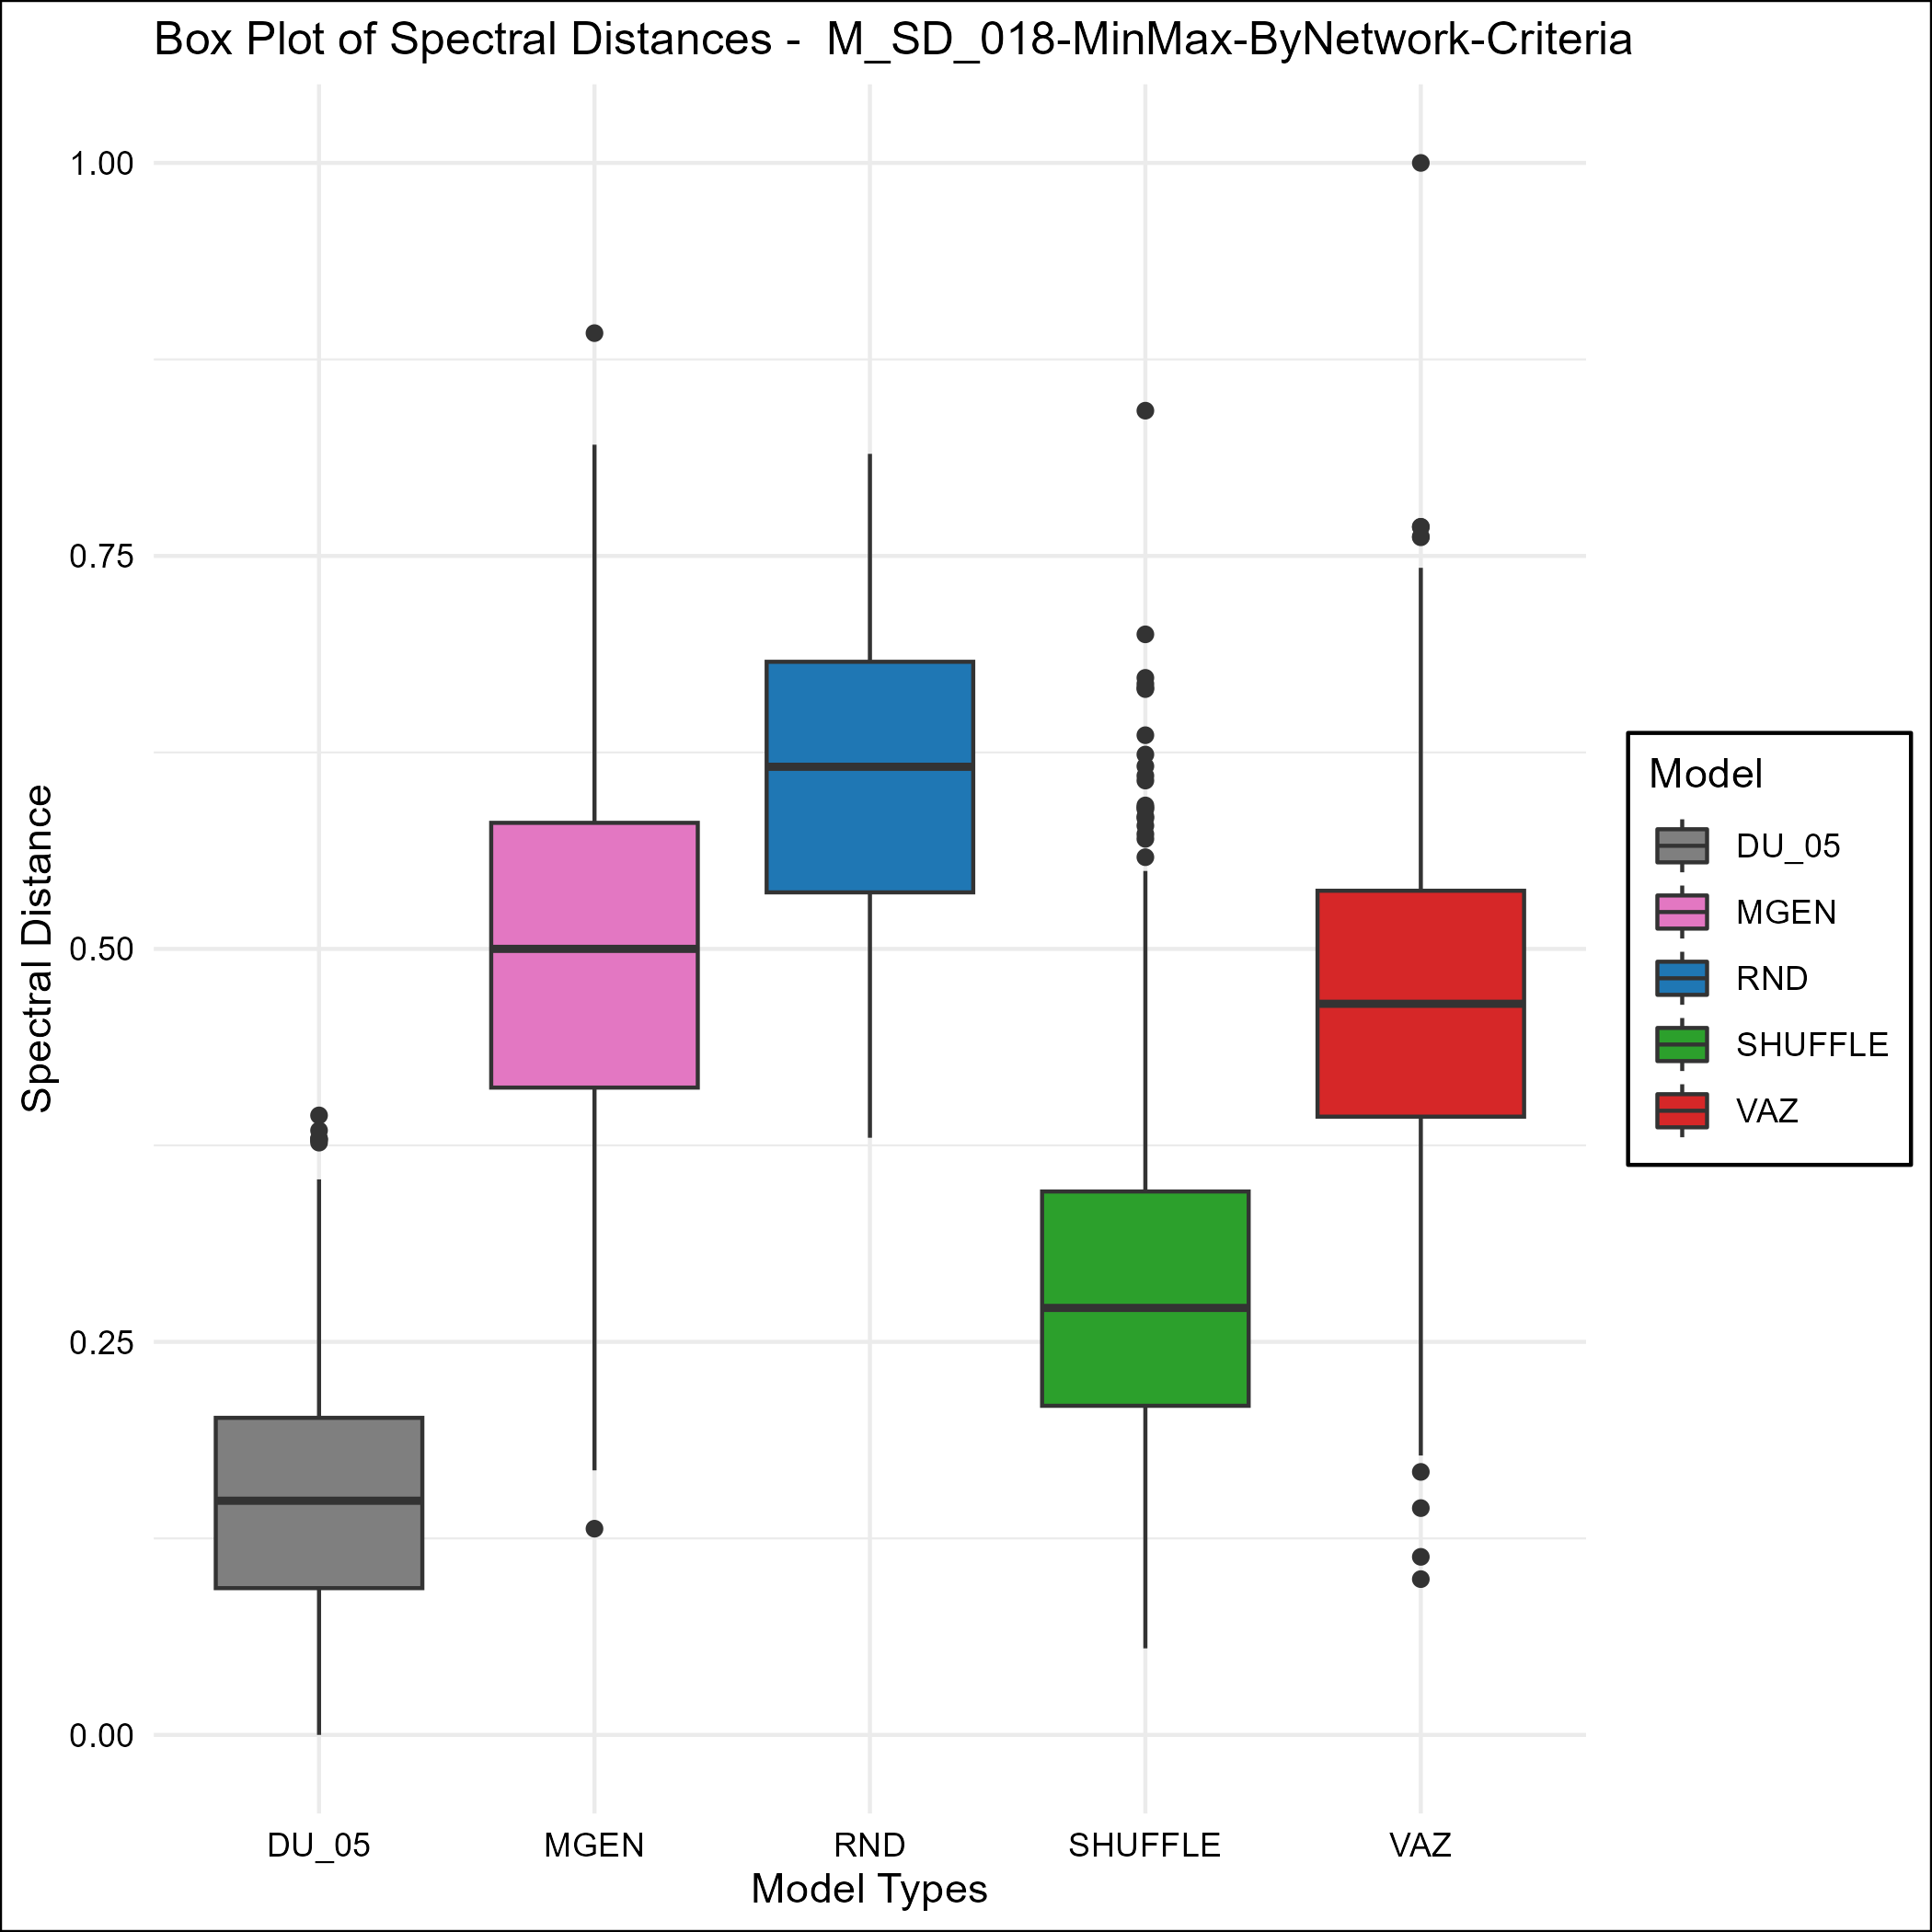 Box Plot of Spectral Distances -  M_SD_018-MinMax-ByNetwork-Criteria
Spectral Distance
1.00
0.75
0.50
0.25
0.00
DU_05 MGEN RND SHUFFLE VAZ
Model Types
Model
DU_05
MGEN
RND
SHUFFLE
VAZ